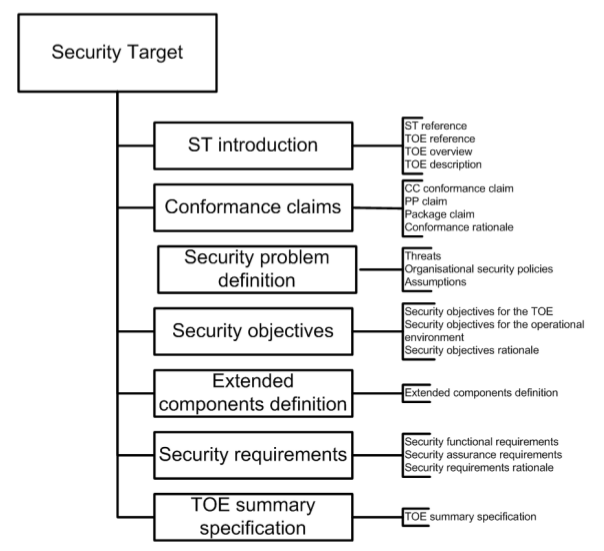 Security Target
ST introduction
ST reference
TOE reference
TOE overview
TOE description
Conformance claims
CC conformance claim
PP claim
Package claim
Conformance rationale
Security problem
definition
Threats
Organisational security policies
Assumptions
Security objectives
Security objectives for the TOE
Security objectives for the operational
environment
Security objectives rationale
Extended
components definition
Extended components definition
Security requirements
Security functional requirements
Security assurance requirements
Security requirements rationale
TOE summary
specification
TOE summary specification